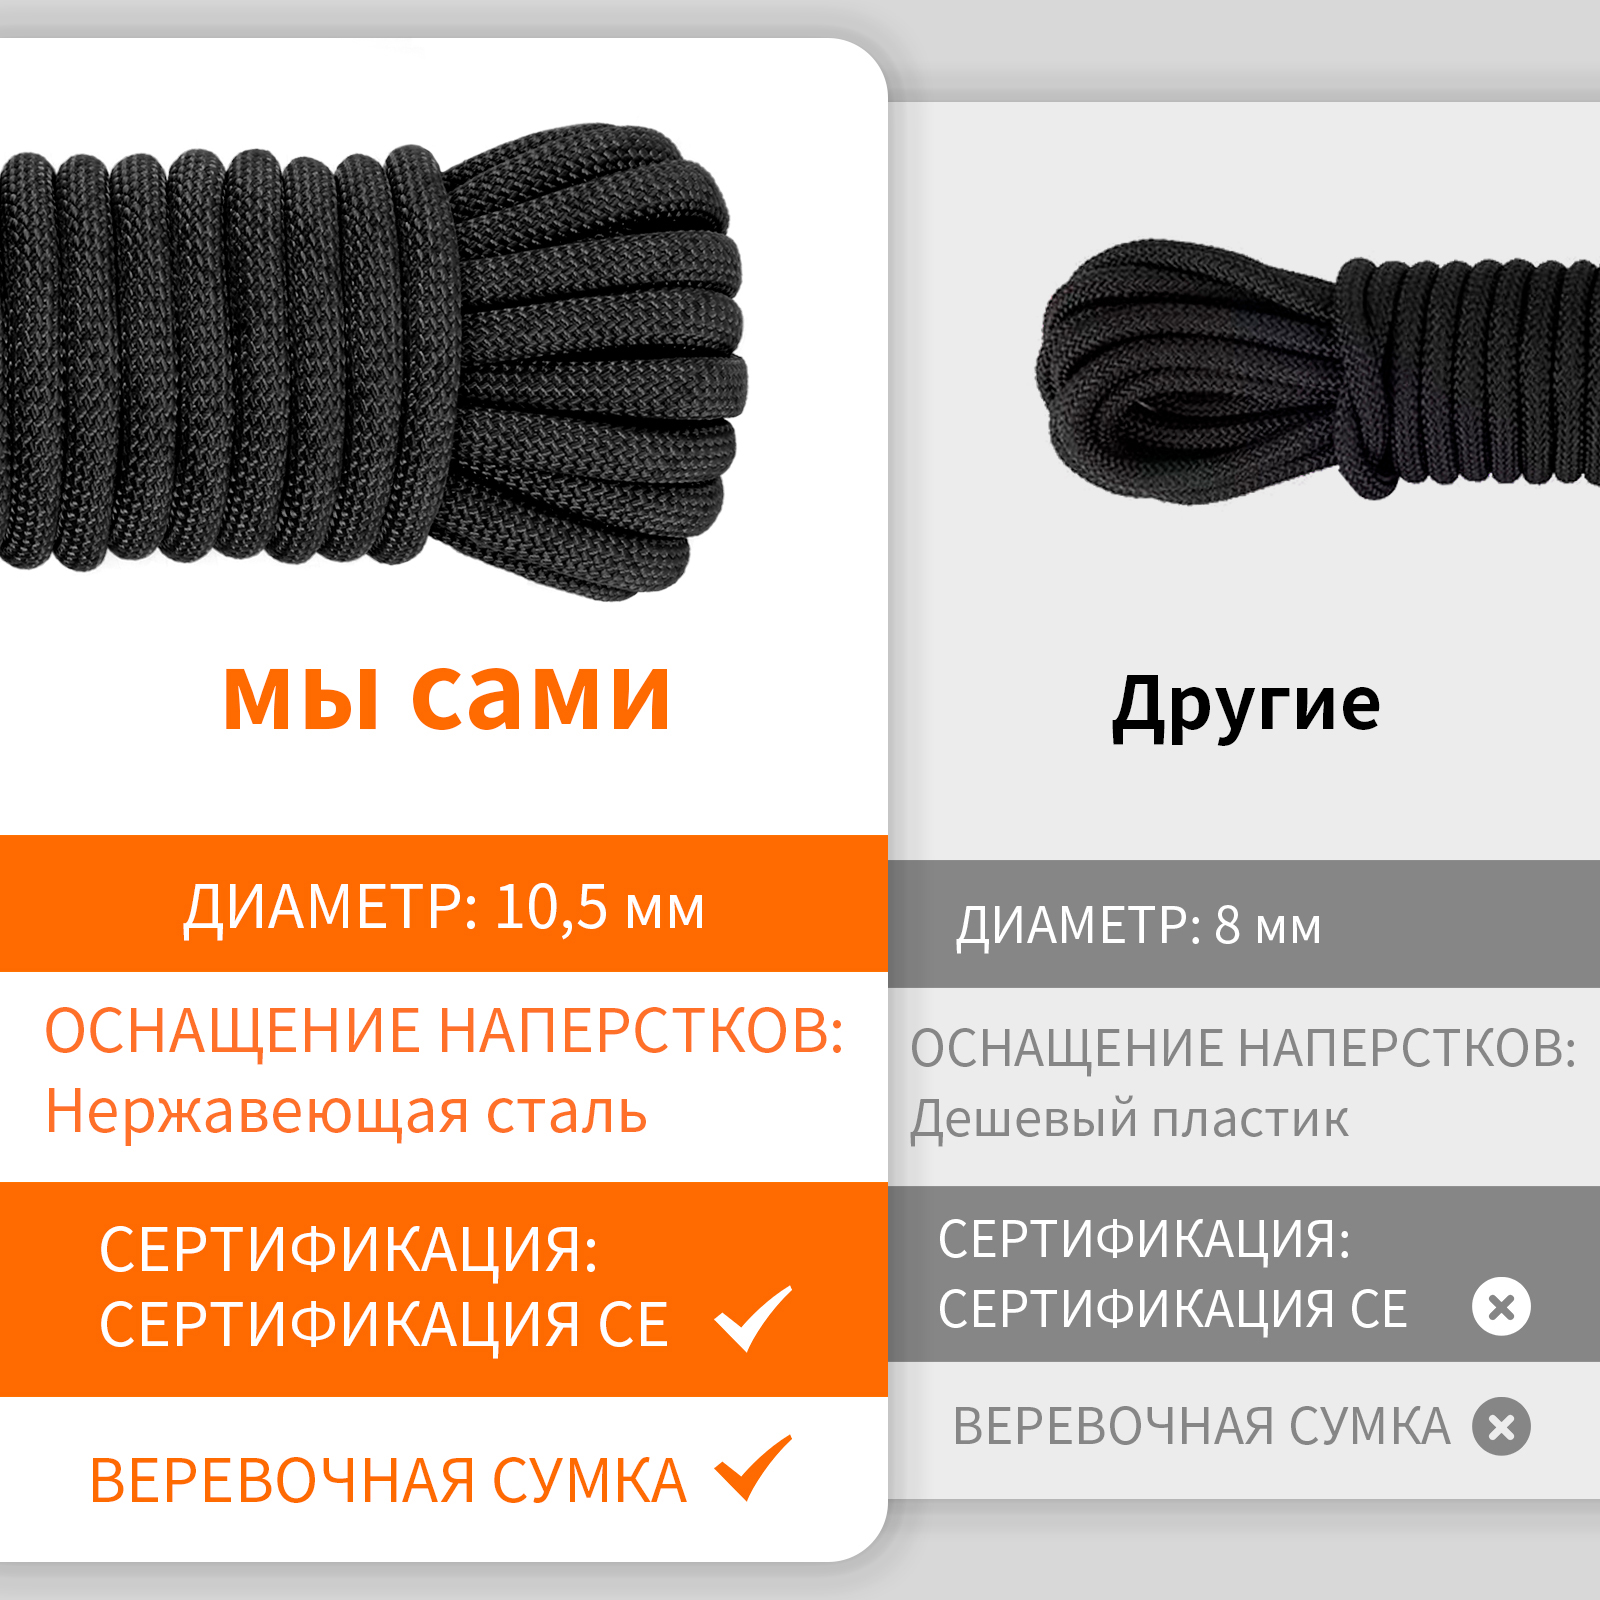 мы сами
ДИАМЕТР: 10,5 мм
ОСНАЩЕНИЕ НАПЕРСТКОВ:
Нержавеющая сталь
СЕРТИФИКАЦИЯ:
СЕРТИФИКАЦИЯ CE
ВЕРЕВОЧНАЯ СУМКА
Другие
ДИАМЕТР: 8 мм
ОСНАЩЕНИЕ НАПЕРСТКОВ:
Дешевый пластик
СЕРТИФИКАЦИЯ:
СЕРТИФИКАЦИЯ CE
ВЕРЕВОЧНАЯ СУМКА